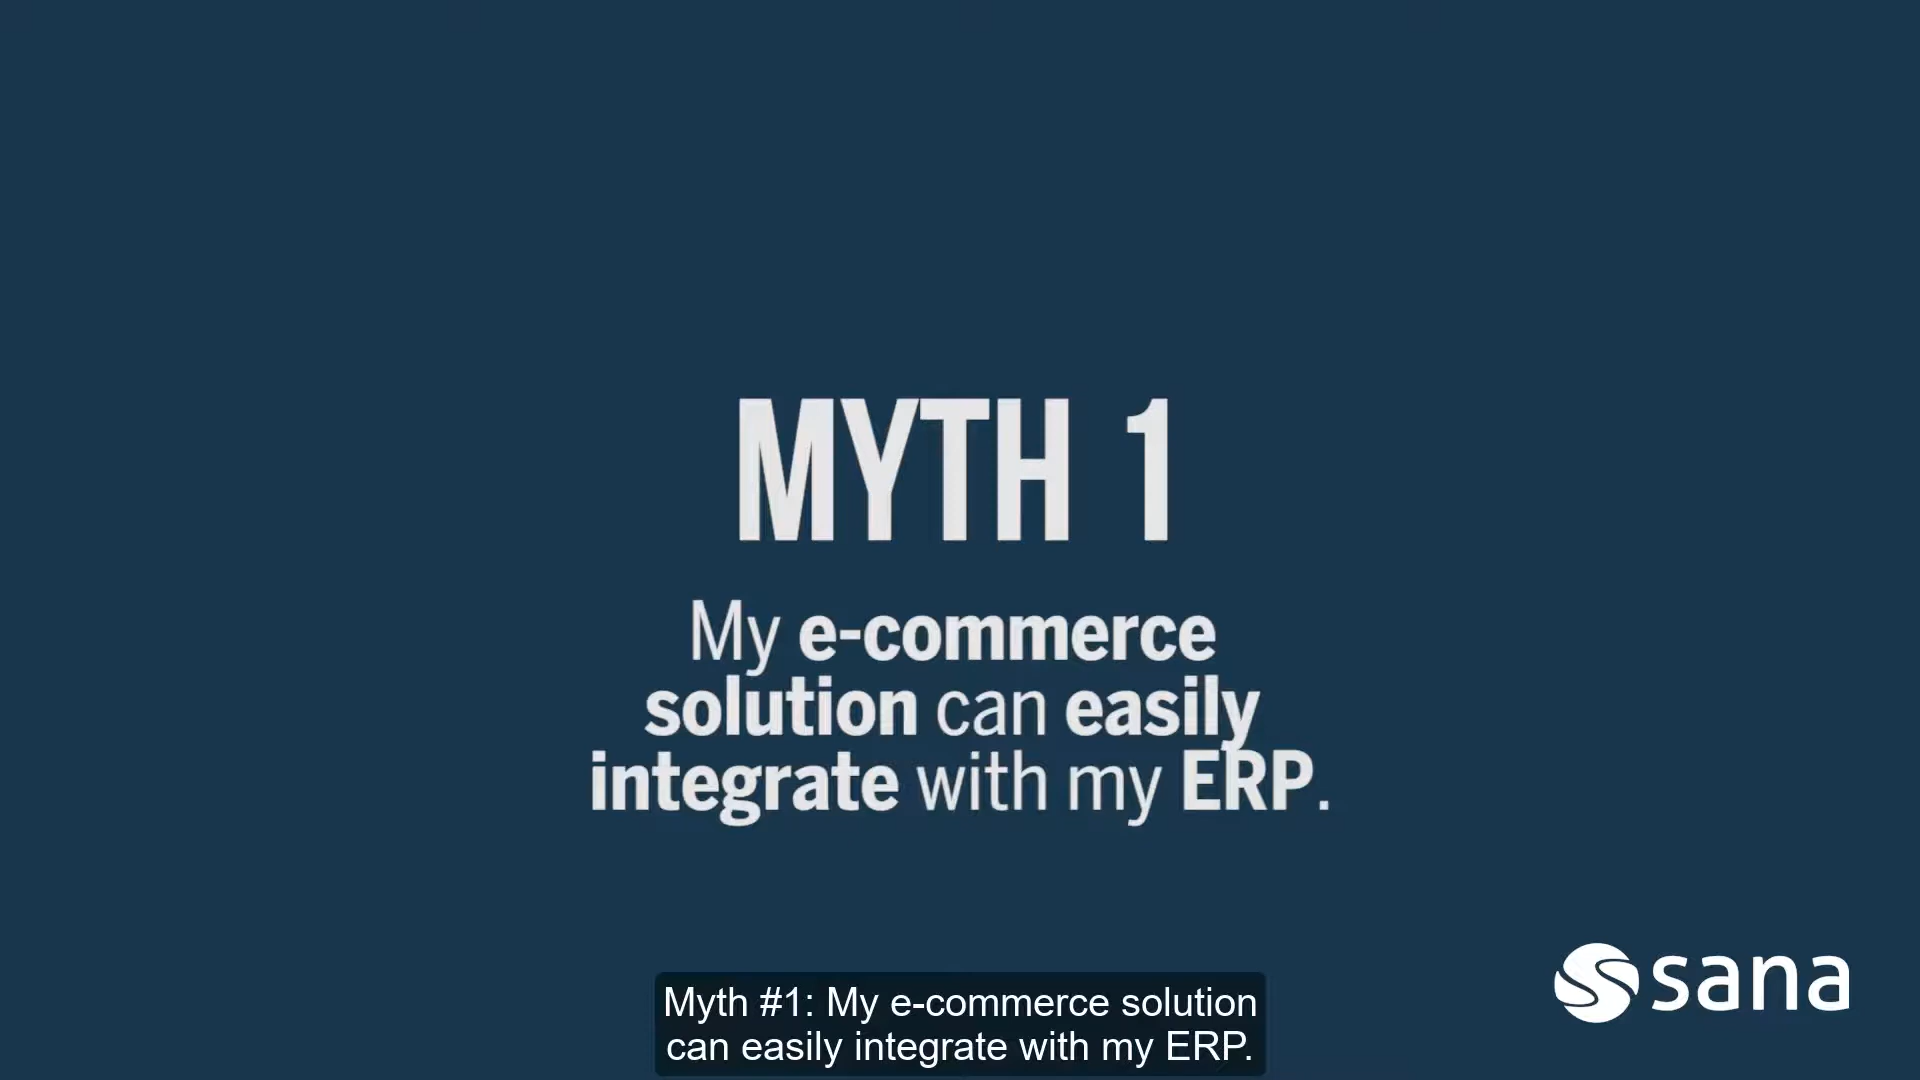 MYTH 1
My e-commerce
solution can easily
integrate with my ERP.
sana
Myth #1: My e-commerce solution
can easily integrate with my ERP.